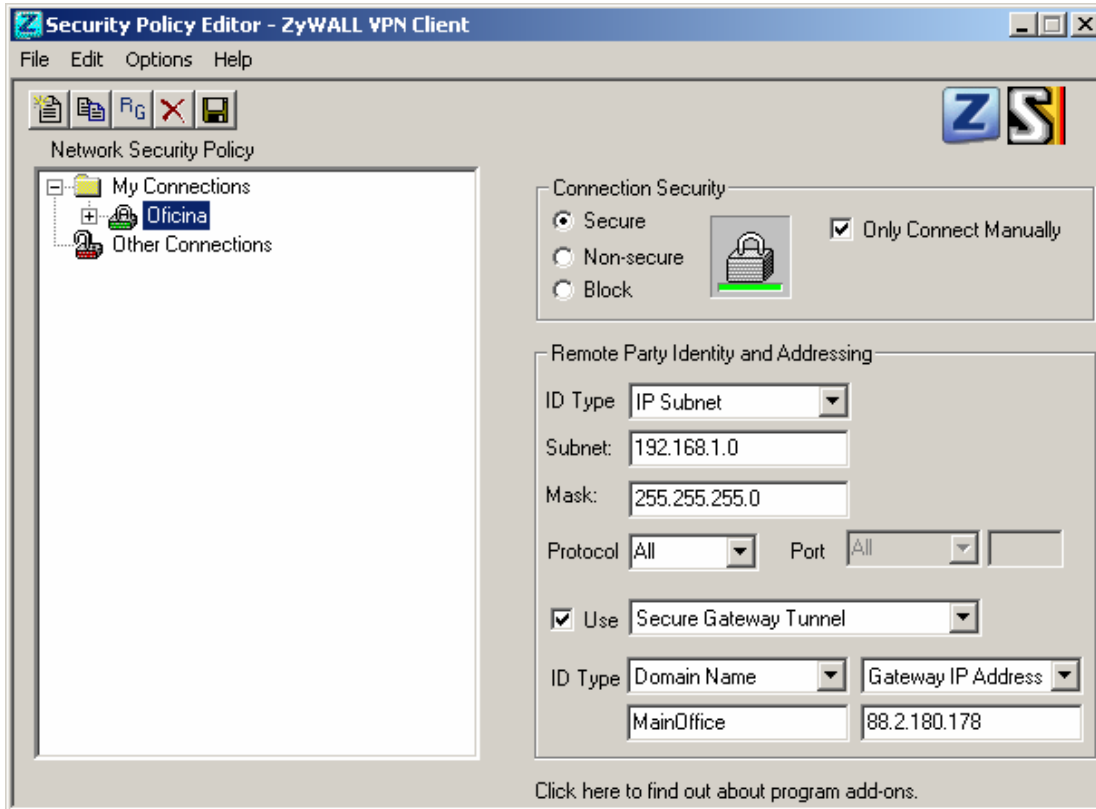 Security Policy Editor - ZyWALL VPN Client
File Edit Options Help
RG
Network Security Policy
My Connections
Oficina
Other Connections
Z S
Connection Security
Secure
Only Connect Manually
Non-secure
Block
Remote Party Identity and Addressing
ID Type IP Subnet
Subnet: 192.168.1.0
Mask: 255.255.255.0
Protocol All Port All
Use Secure Gateway Tunnel
ID Type Domain Name Gateway IP Address
MainOffice 88.2.180.178
Click here to find out about program add-ons.